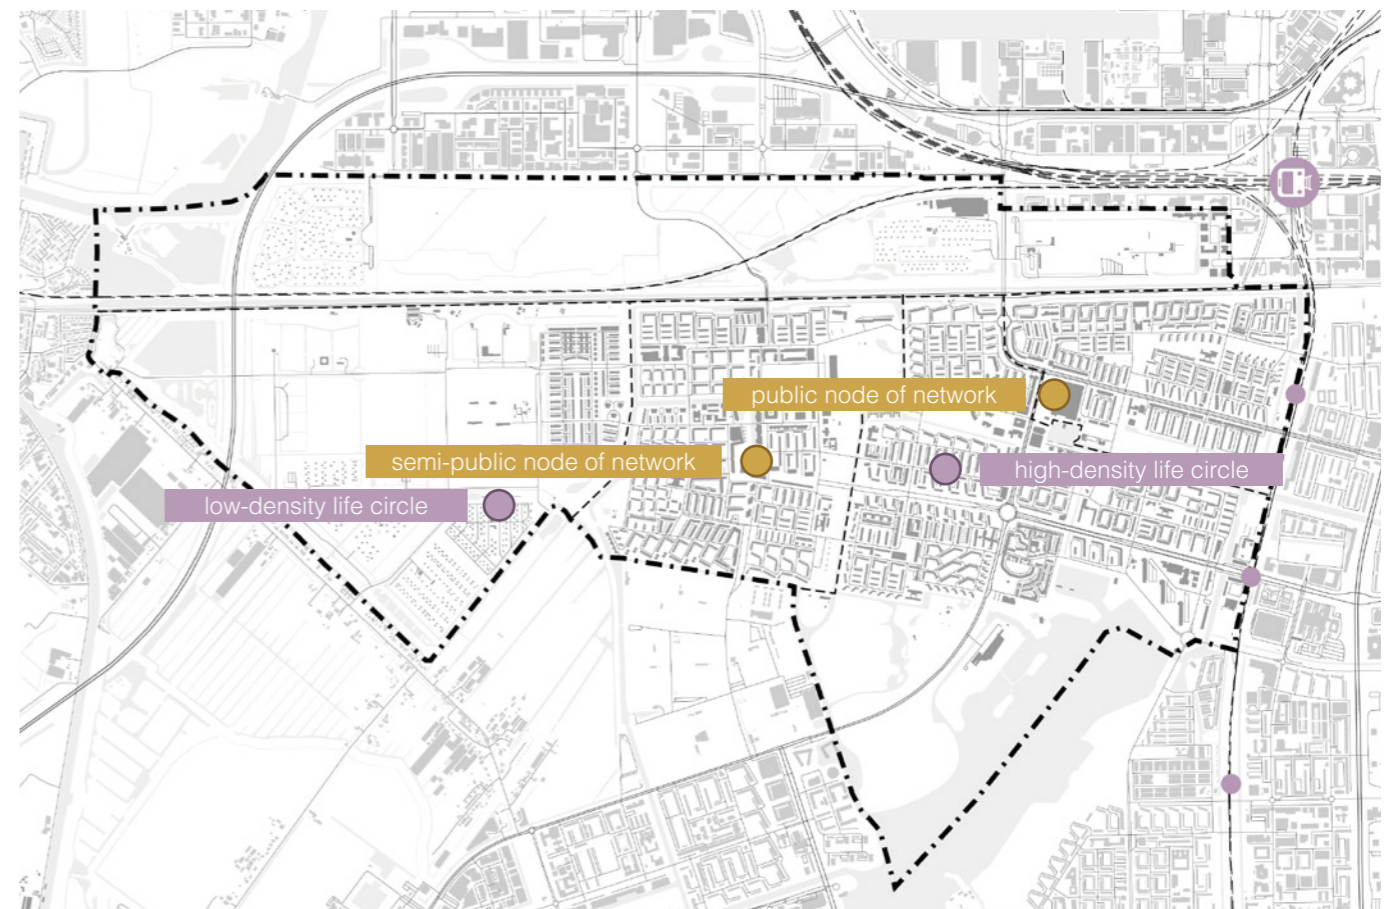 public node of network
semi-public node of network
high-density life circle
low-density life circle